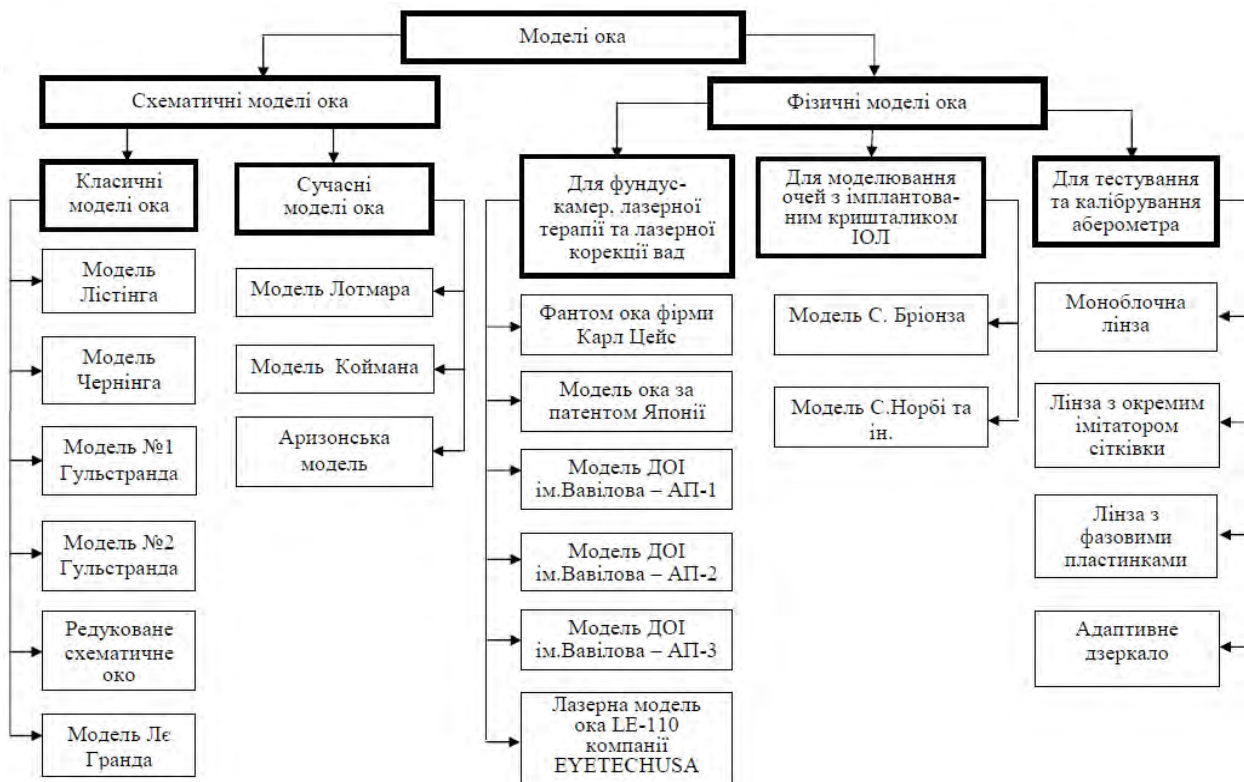 Моделі ока
Схематичні моделі ока
Фізичні моделі ока
Класичні
моделі ока
Сучасні
моделі ока
Для фундус-
камер, лазерної
терапії та лазерної
корекції вад
Для моделювання
очей з імплантова-
ним кришталиком
ІОЛ
Для тестування
та калібрування
аберометра
Модель
Лістінга
Модель
Чернінга
Модель №1
Гульстранда
Модель №2
Гульстранда
Редуковане
схематичне
око
Модель Лє
Гранда
Модель Лотмара
Модель Коймана
Аризонська
модель
Фантом ока фірми
Карл Цейс
Модель ока за
патентом Японії
Модель ДОІ
ім.Вавілова – АП-1
Модель ДОІ
ім.Вавілова – АП-2
Модель ДОІ
ім.Вавілова – АП-3
Лазерна модель
ока LE-110
компанії
EYETECHUSA
Модель С. Бріонза
Модель С.Норбі та
ін.
Моноблочна
лінза
Лінза з окремим
імітатором
сітківки
Лінза з
фазовими
пластинками
Адаптивне
дзеркало